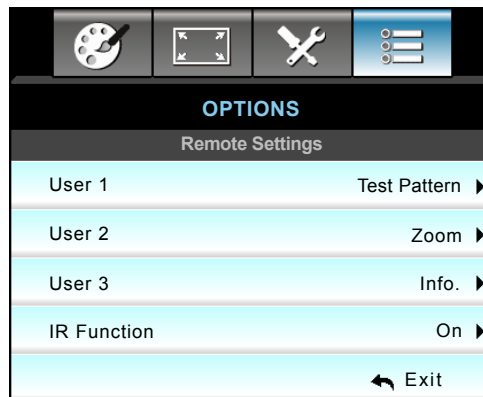 OPTIONS
Remote Settings
User 1 Test Pattern
User 2 Zoom
User 3 Info.
IR Function On
Exit